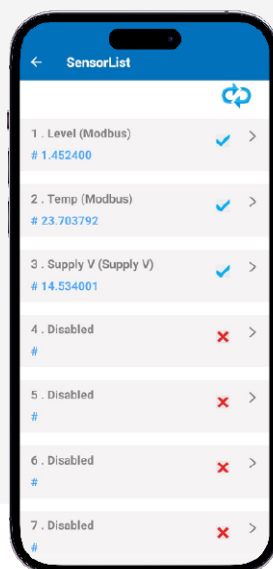 SensorList
1 . Level (Modbus)
# 1.452400
2 . Temp (Modbus)
# 23.703792
3 . Supply V (Supply V)
# 14.534001
4 . Disabled
#
5 . Disabled
#
6 . Disabled
#
7 . Disabled
#